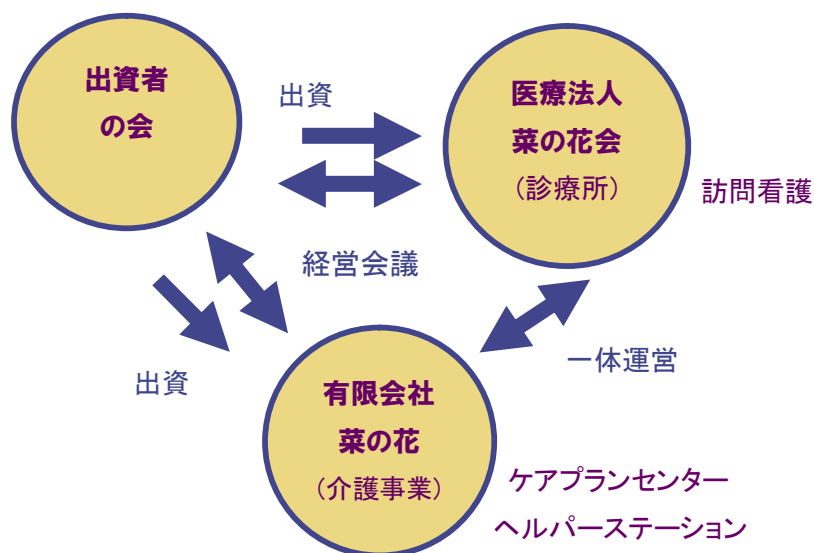 出資者
の会
出資
医療法人
菜の花会
（診療所）
訪問看護
経営会議
出資
一体運営
有限会社
菜の花
（介護事業）
ケアプランセンター
ヘルパーステーション